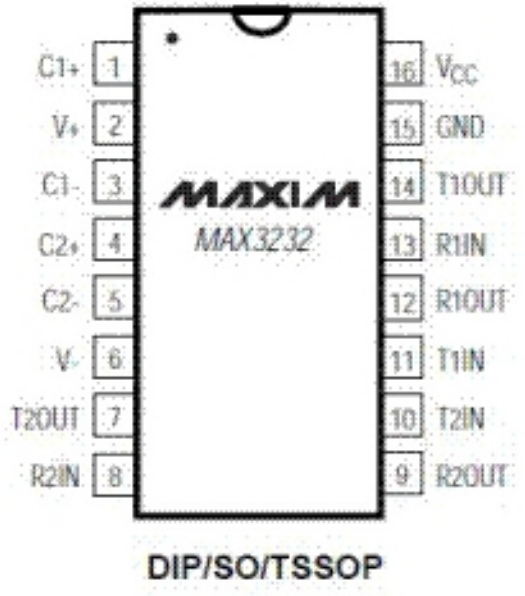 C1+ 1 16 VCC
V+ 2 15 GND
C1- 3 14 T1OUT
MAXIM
C2+ 4 MAX3232 13 R1IN
C2- 5 12 R1OUT
V- 6 11 T1IN
T2OUT 7 10 T2IN
R2IN 8 9 R2OUT
DIP/SO/TSSOP